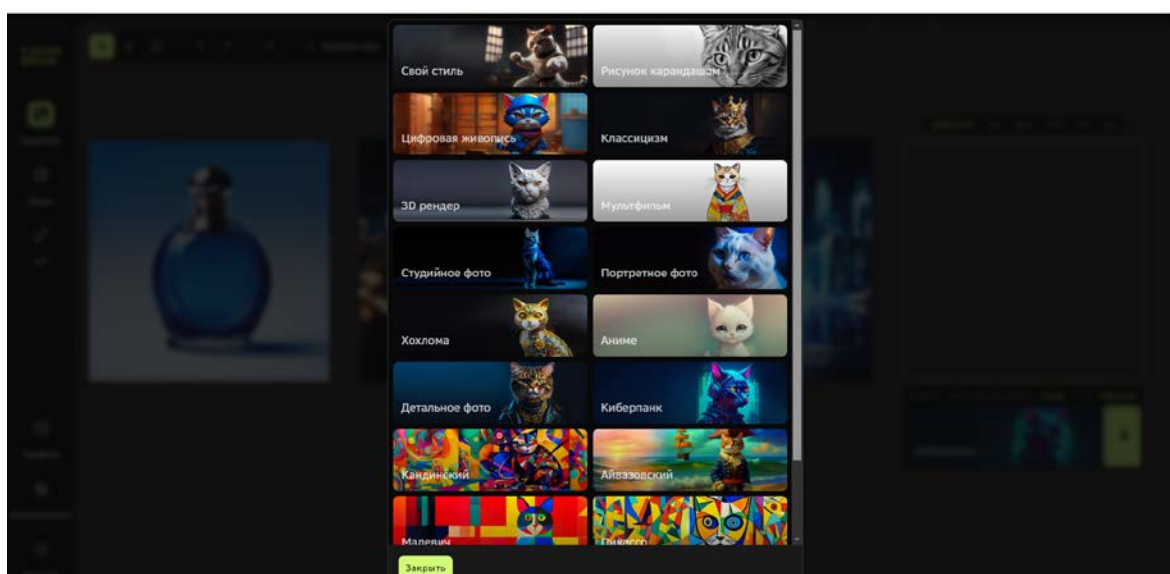 Свой стиль
Рисунок карандашом
Цифровая живопись
Классицизм
3D рендер
Мультфильм
Студийное фото
Портретное фото
Хохлома
Аниме
Детальное фото
Киберпанк
Кандинский
Айвазовский
Малевич
Пикассо
Закрыть